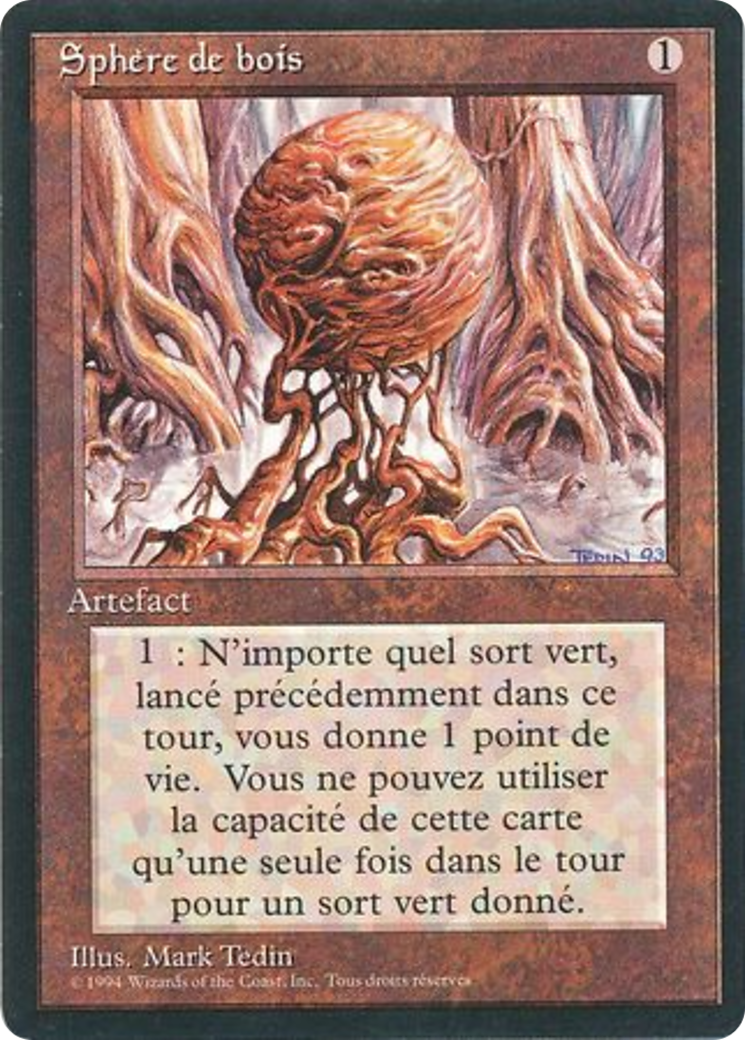 Sphère de bois 1
TEDIN 93
Artefact
1 : N'importe quel sort vert,
lancé précédemment dans ce
tour, vous donne 1 point de
vie. Vous ne pouvez utiliser
la capacité de cette carte
qu'une seule fois dans le tour
pour un sort vert donné.
Illus. Mark Tedin
© 1994 Wizards of the Coast, Inc. Tous droits réservés